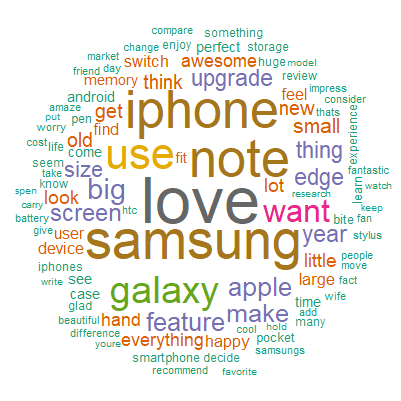 compare something
change enjoy perfect storage
market
friend day switch awesome huge model
memory think upgrade review
android impress
amaze pen get iphone feel new consider
put worry find old small thats
cost life come use fit note thing experience
seem size edge fantastic
take know big love lot research learn watch
spen look screen htc want bite keep fan
carry battery user samsung year stylus
give device little people
iphones see galaxy apple large fact move
write case time wife
glad hand feature make add many
beautiful difference everything happy cool hold pocket
youre samsungs
smartphone decide
recommend favorite